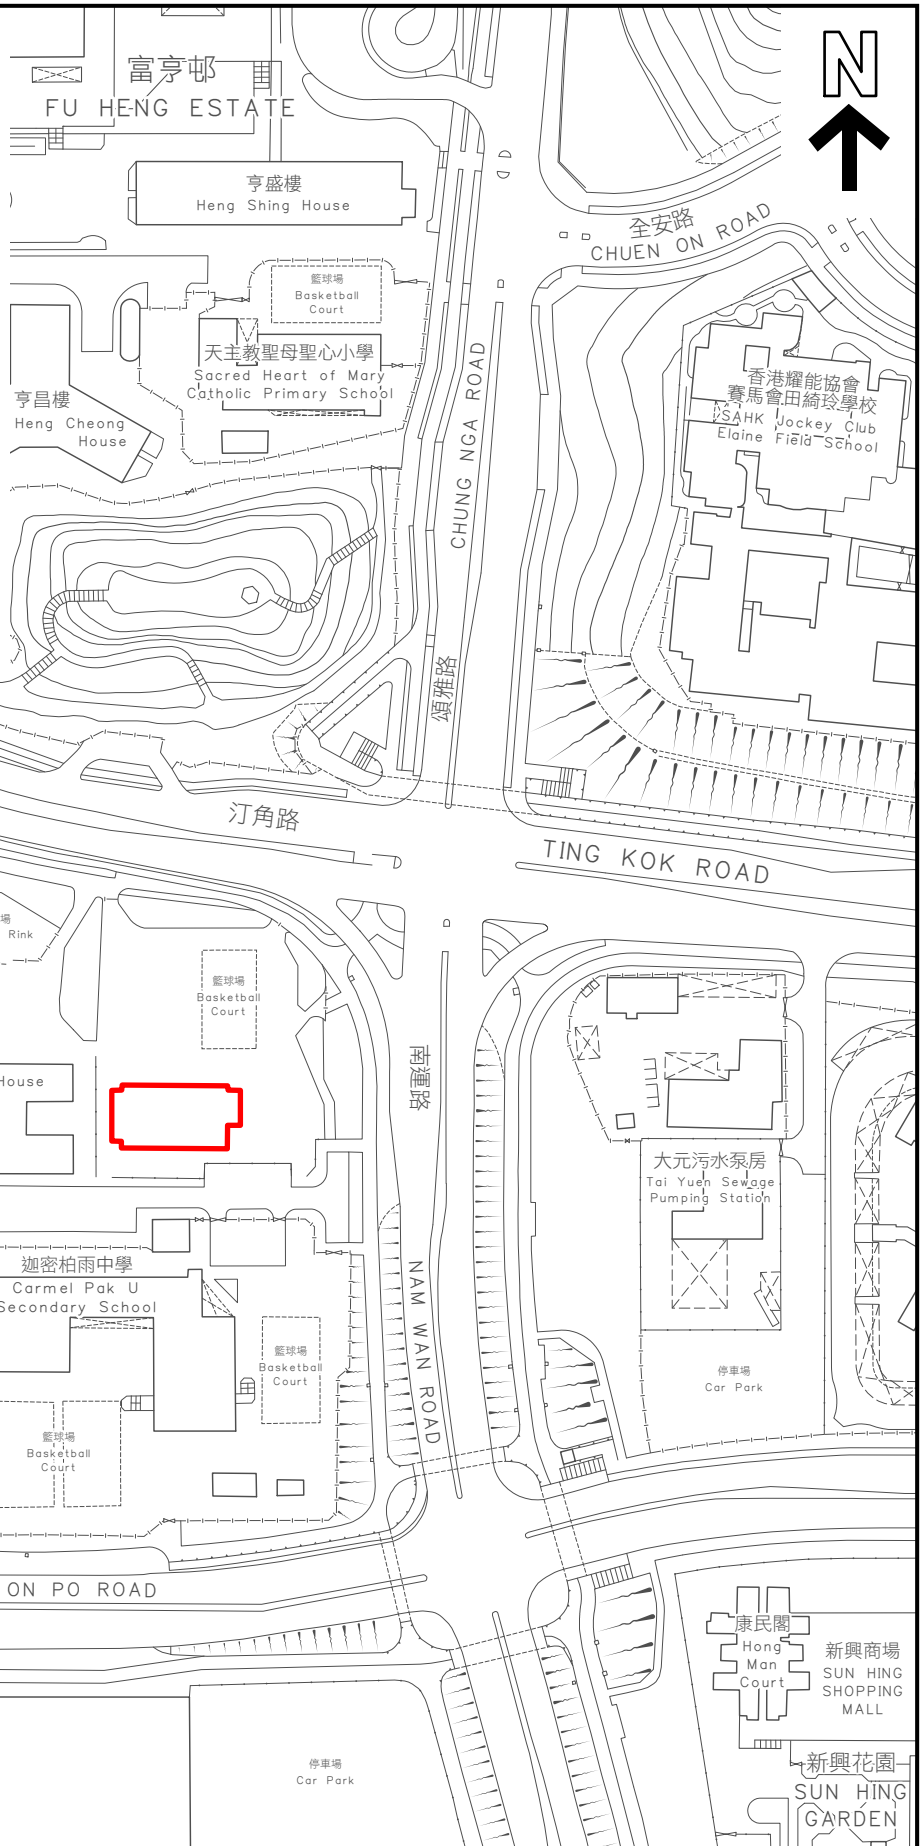 N
富亨邨
FU HENG ESTATE
亨盛樓
Heng Shing House
全安路
CHUEN ON ROAD
籃球場
Basketball
Court
天主教聖母聖心小學
Sacred Heart of Mary
Catholic Primary School
亨昌樓
Heng Cheong
House
CHUNG NGA ROAD
頌雅路
香港耀能協會
賽馬會田綺玲學校
SAHK Jockey Club
Elaine Field School
汀角路
TING KOK ROAD
場
Rink
籃球場
Basketball
Court
House
南運路
NAM WAN ROAD
大元污水泵房
Tai Yuen Sewage
Pumping Station
迦密柏雨中學
Carmel Pak U
Secondary School
籃球場
Basketball
Court
停車場
Car Park
籃球場
Basketball
Court
ON PO ROAD
康民閣
Hong
Man
Court
新興商場
SUN HING
SHOPPING
MALL
停車場
Car Park
新興花園
SUN HING
GARDEN